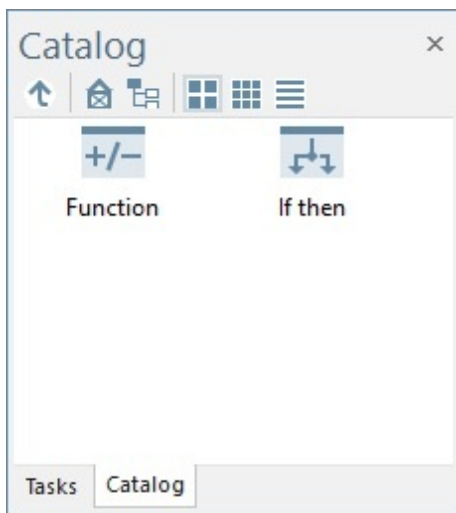 Catalog
+/−
Function
If then
Tasks
Catalog